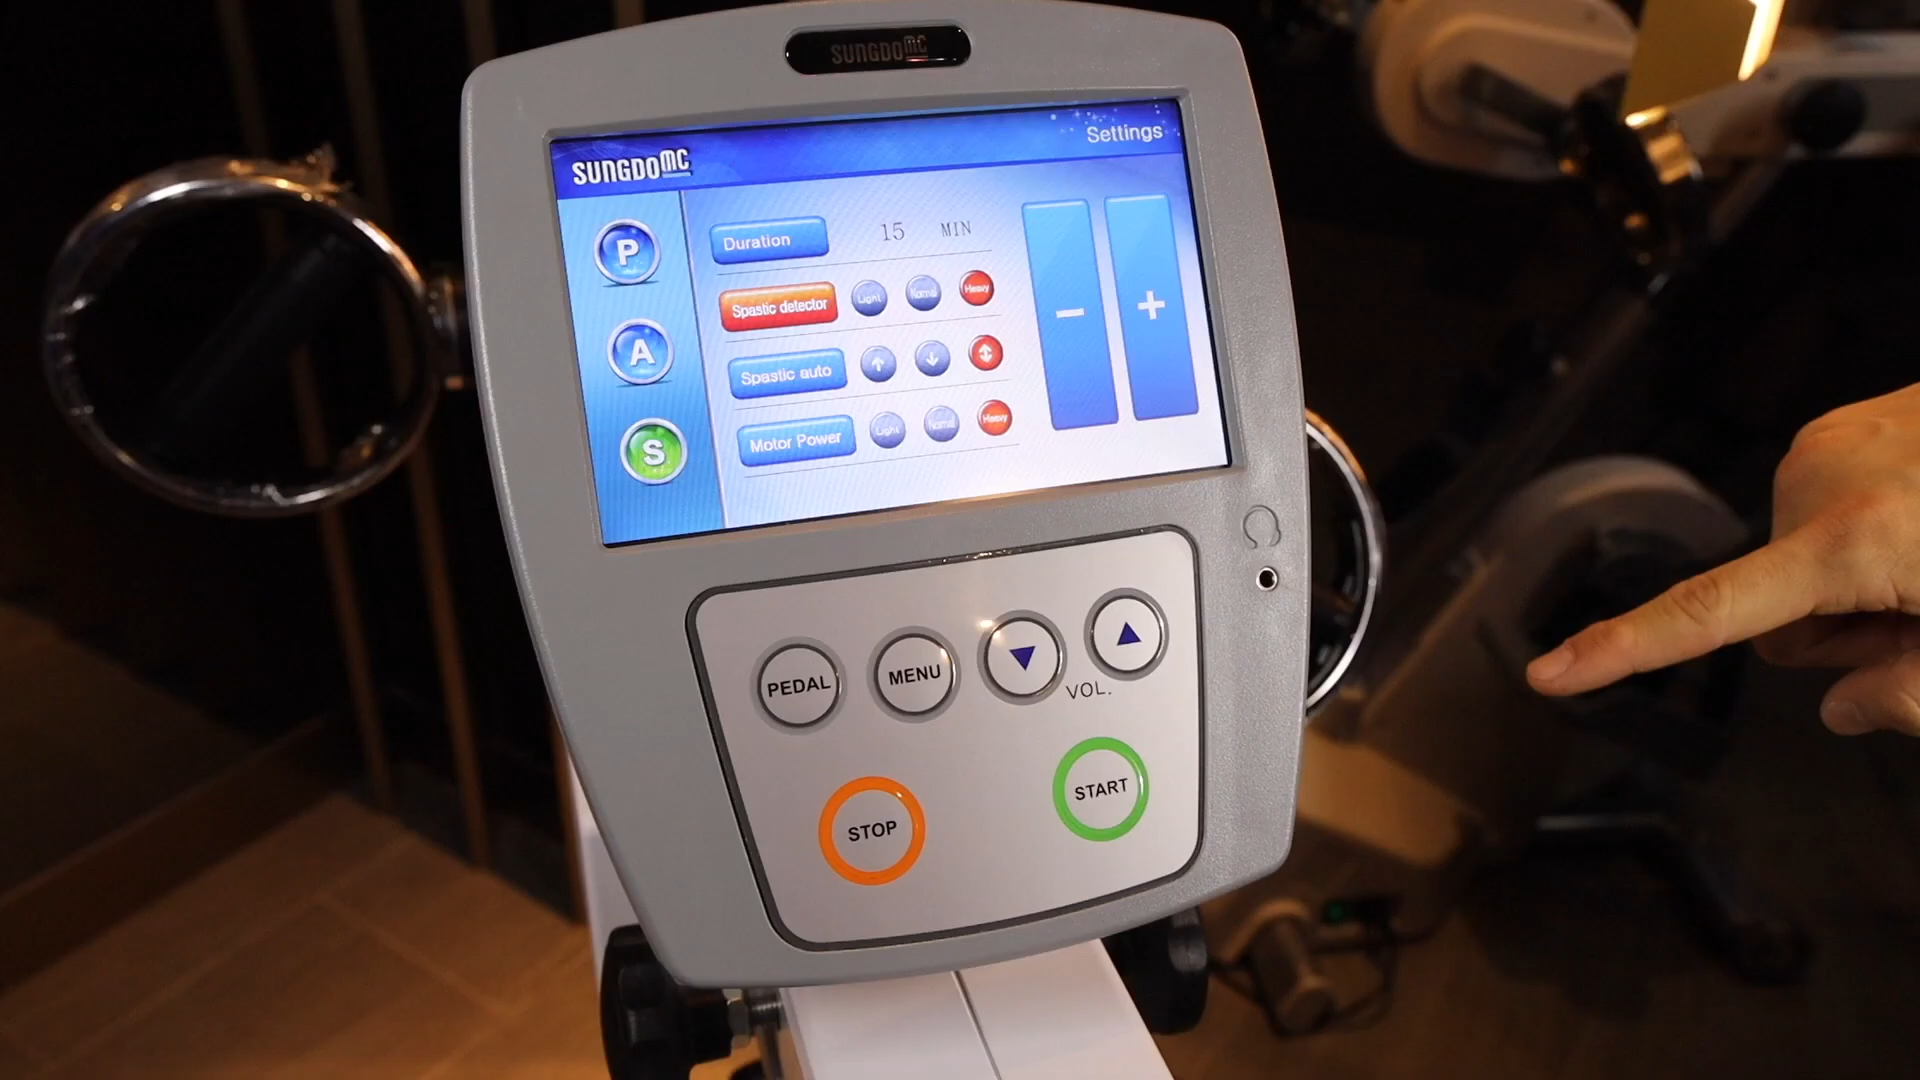 SUNGDOMC
SUNGDOMC
Settings
P
A
S
Duration 15 MIN
Spastic detector Light Normal Heavy
Spastic auto
Motor Power Light Normal Heavy
PEDAL MENU
VOL.
STOP START